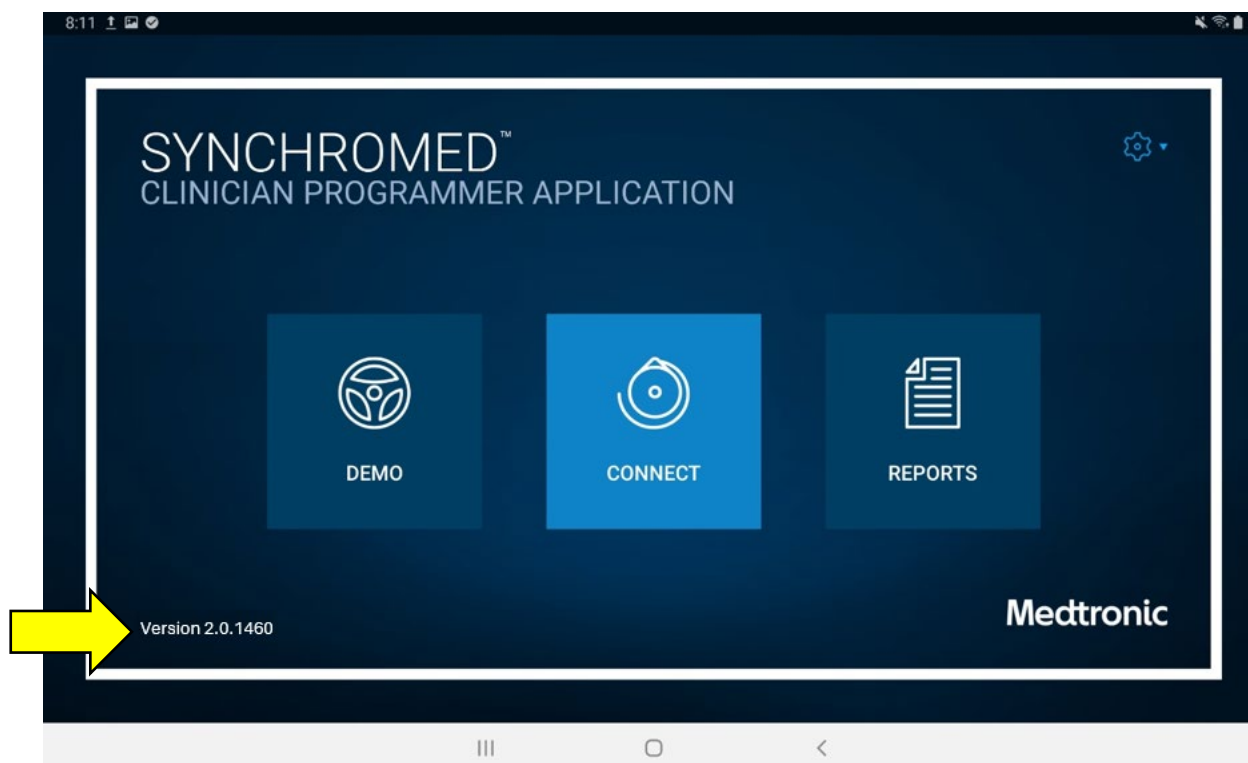 8:11
SYNCHROMED™
CLINICIAN PROGRAMMER APPLICATION
DEMO
CONNECT
REPORTS
Version 2.0.1460
Medtronic